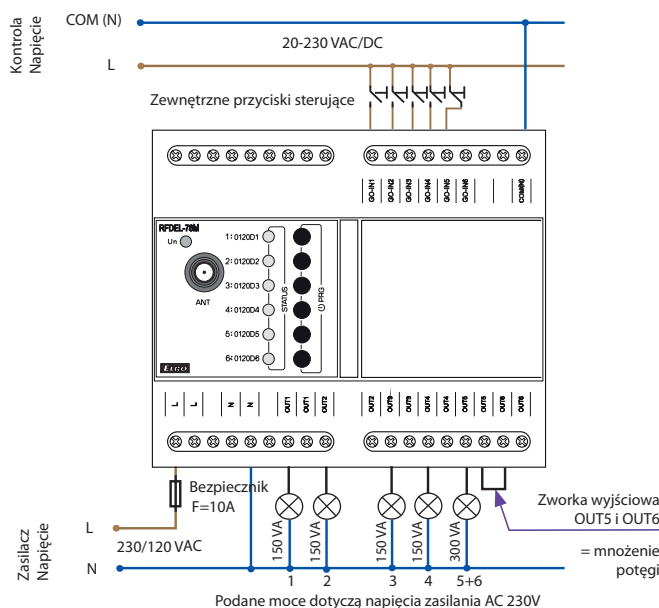 Kontrola
Napięcie
COM (N)
20-230 VAC/DC
L
Zewnętrzne przyciski sterujące
GO-IN1
GO-IN2
GO-IN3
GO-IN4
GO-IN5
GO-IN6
COM(N)
RFDEL-76M
Un
ANT
1: 0120D1
2: 0120D2
3: 0120D3
4: 0120D4
5: 0120D5
6: 0120D6
STATUS
PRG
ELKO
L
L
N
N
OUT1
OUT1
OUT2
OUT2
OUT3
OUT3
OUT4
OUT4
OUT5
OUT5
OUT6
OUT6
Bezpiecznik
F=10A
150 VA
150 VA
150 VA
150 VA
300 VA
Zworka wyjściowa
OUT5 i OUT6
= mnożenie
potęgi
Zasilacz
Napięcie
L
230/120 VAC
N
1
2
3
4
5+6
Podane moce dotyczą napięcia zasilania AC 230V